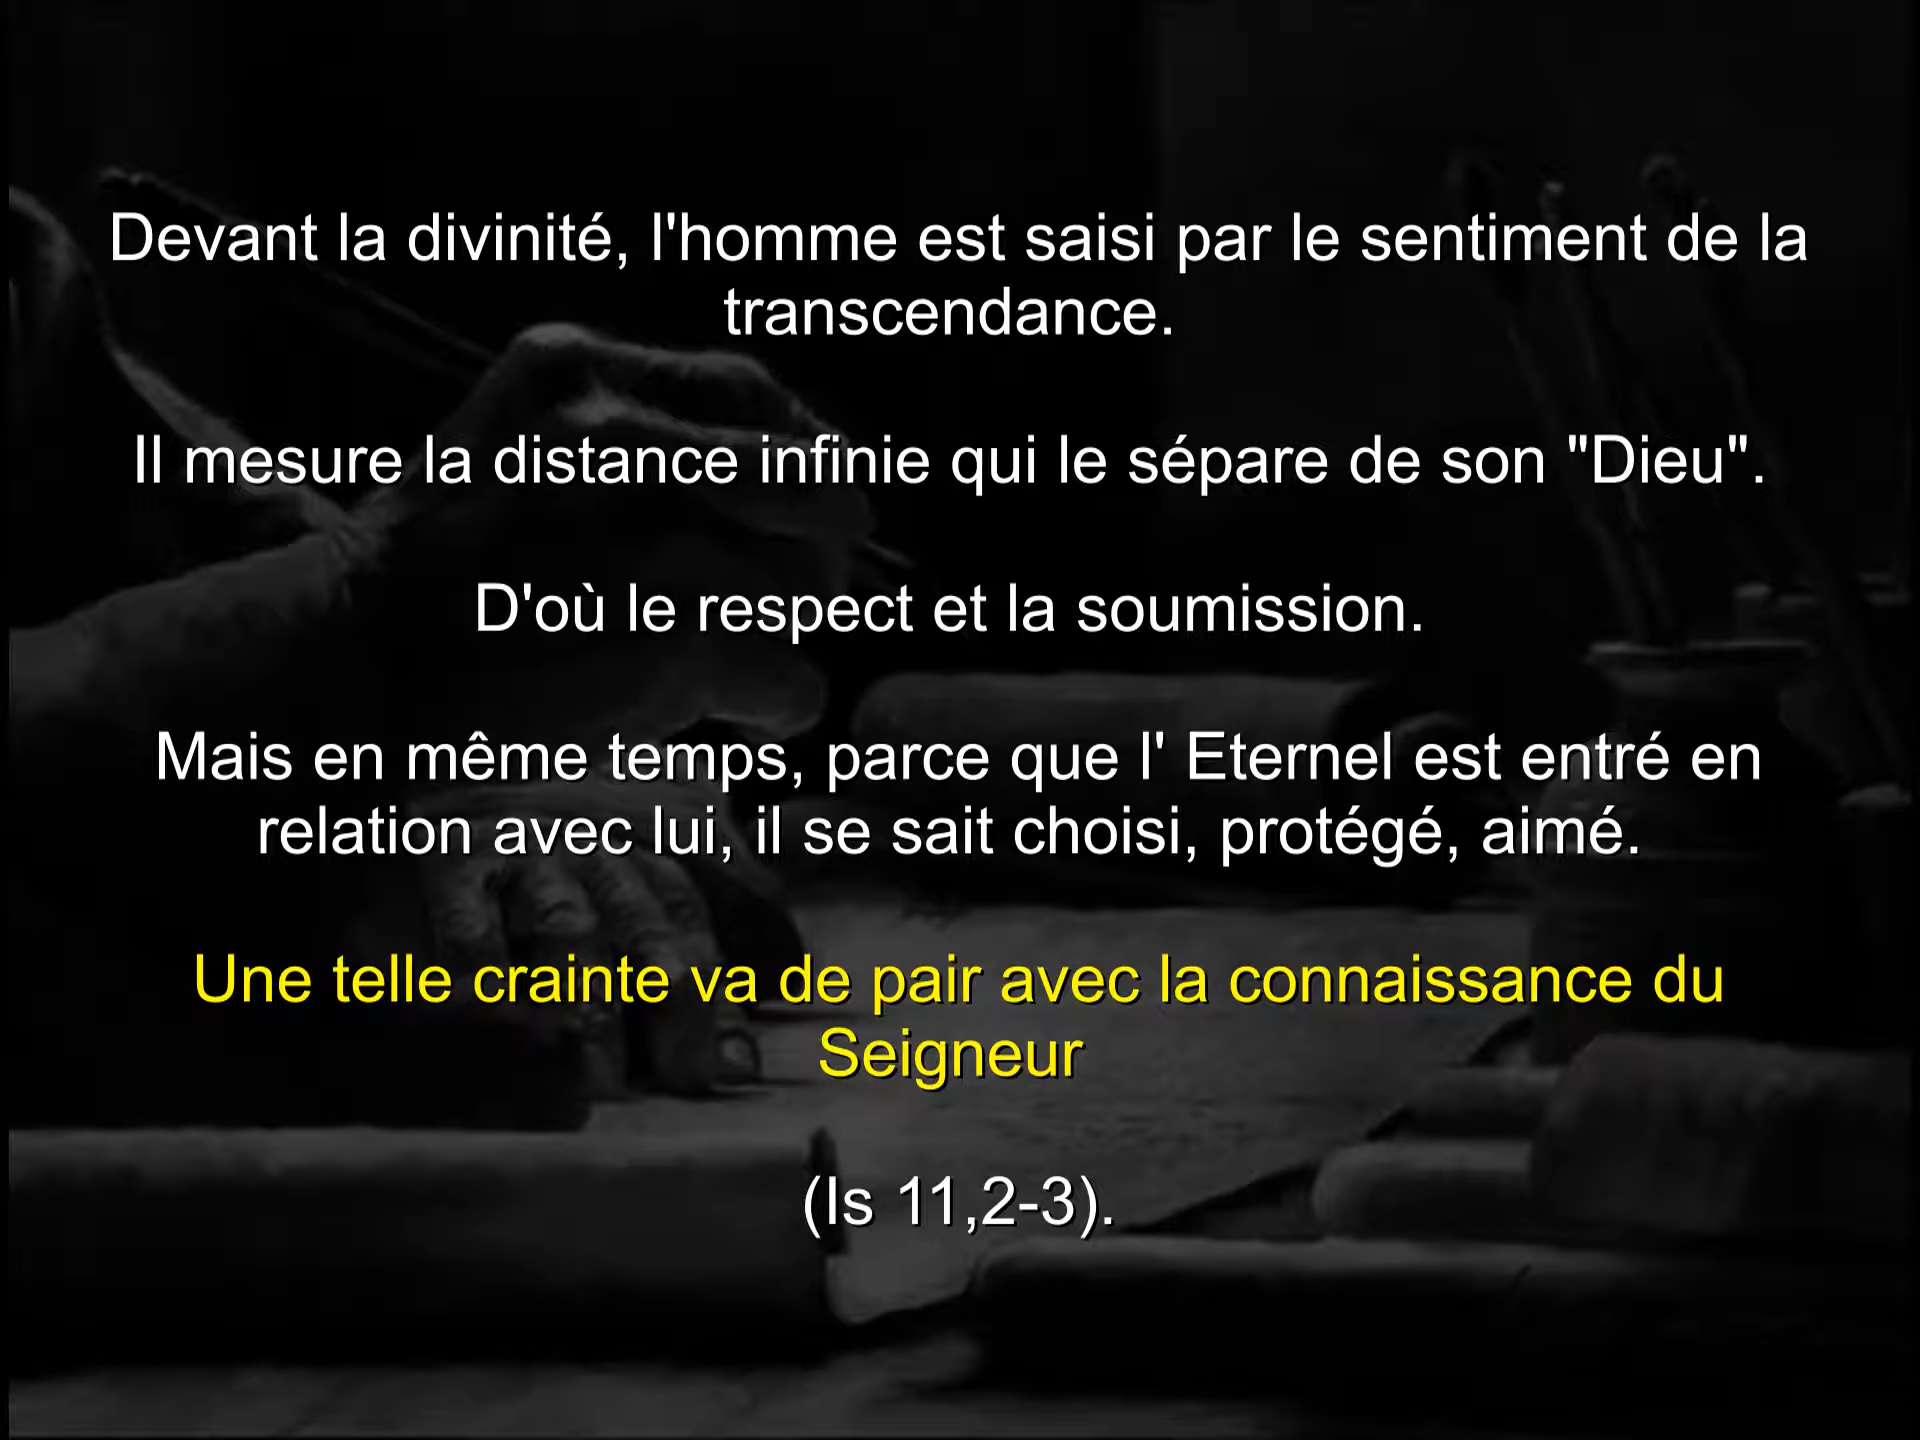 Devant la divinité, l'homme est saisi par le sentiment de la
transcendance.
Il mesure la distance infinie qui le sépare de son "Dieu".
D'où le respect et la soumission.
Mais en même temps, parce que l' Eternel est entré en
relation avec lui, il se sait choisi, protégé, aimé.
Une telle crainte va de pair avec la connaissance du
Seigneur
(Is 11,2-3).